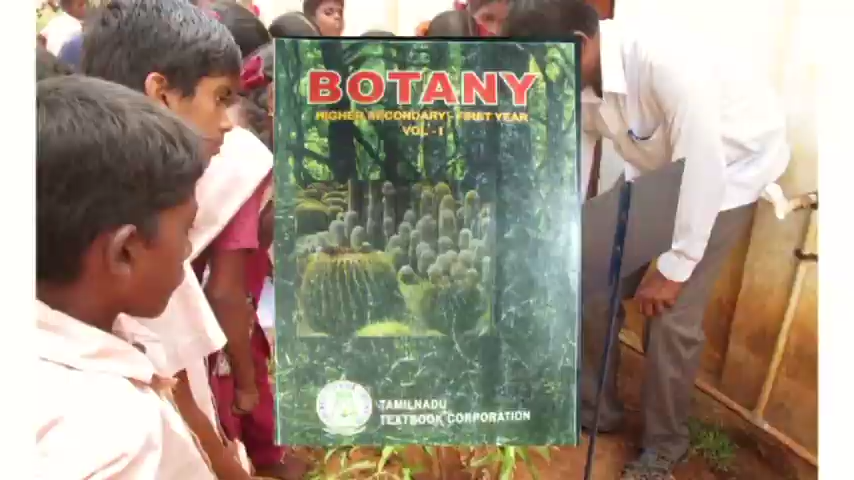 BOTANY
HIGHER SECONDARY - FIRST YEAR
VOL - I
TAMILNADU
TEXTBOOK CORPORATION